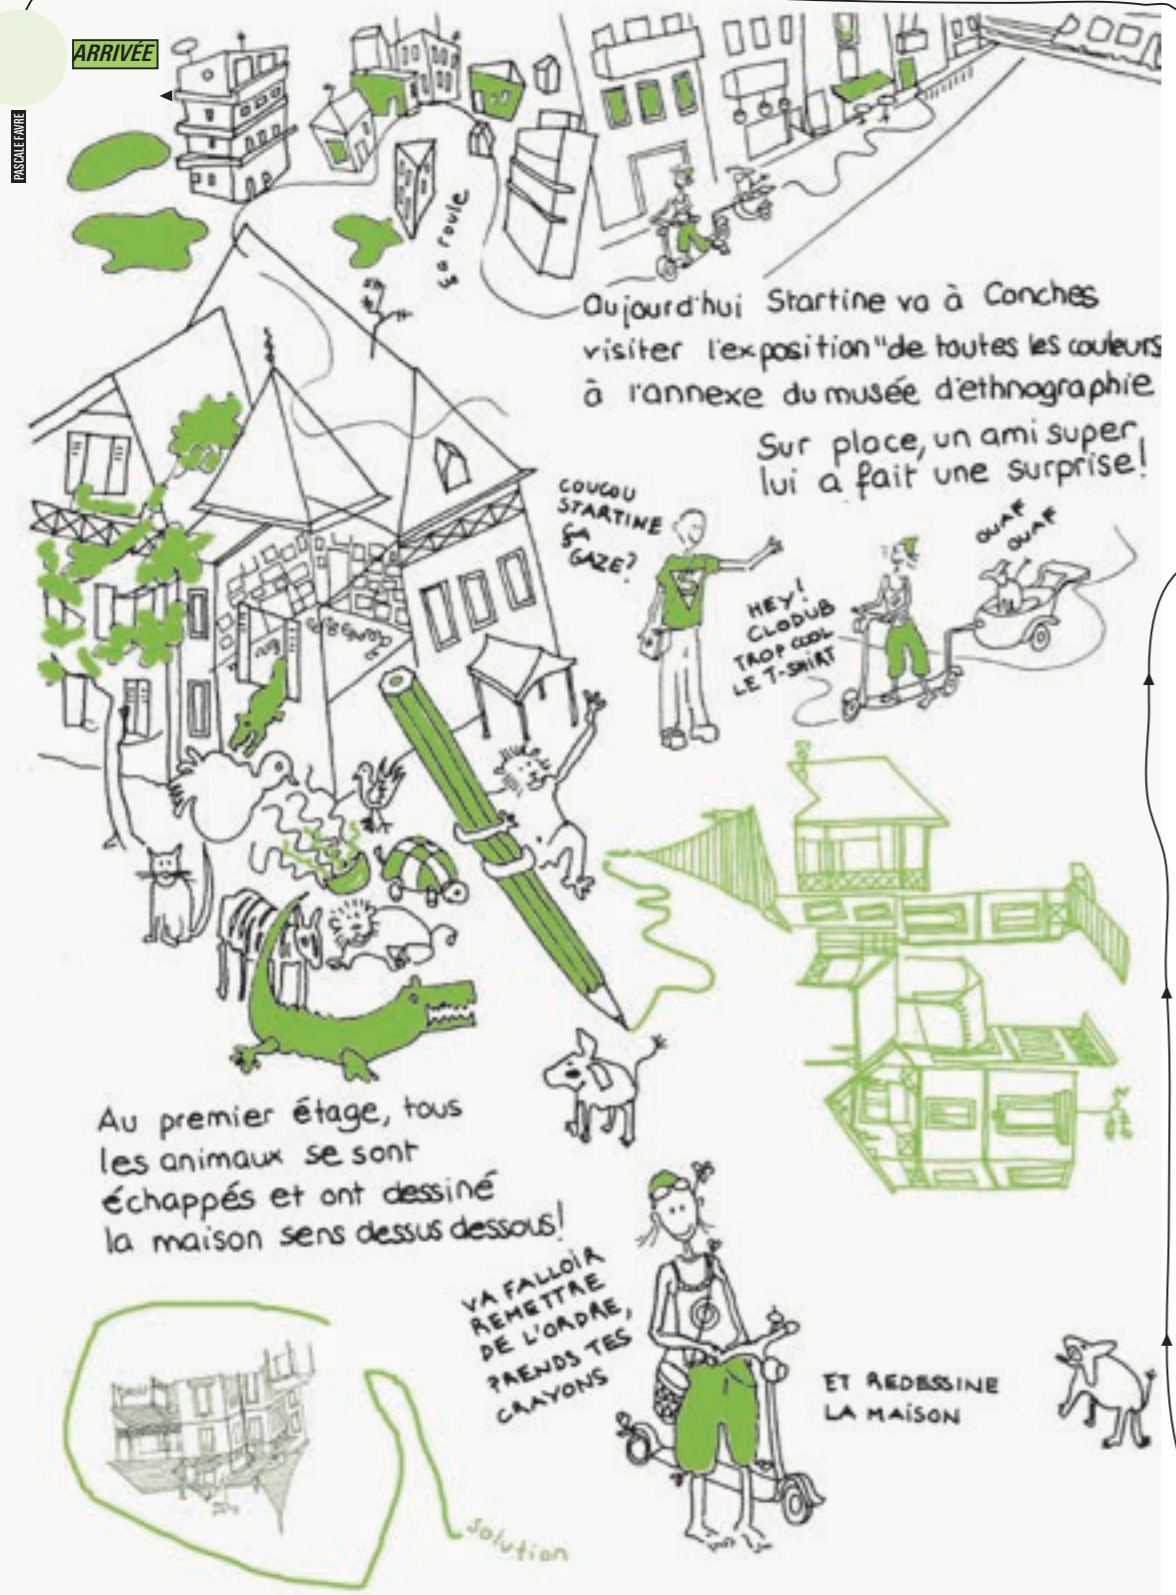 ARRIVÉE
PASCALE FAVRE
ça roule
Aujourd'hui Startine va à Conches
visiter l'exposition "de toutes les couleurs
à l'annexe du musée d'ethnographie
Sur place, un ami super
lui a fait une surprise!
COUCOU
STARTINE
ÇA
GAZE?
HEY!
CLODUB
TROP COOL
LE T-SHIRT
OUAF
OUAF
Au premier étage, tous
les animaux se sont
échappés et ont dessiné
la maison sens dessus dessous!
VA FALLOIR
REMETTRE
DE L'ORDRE,
PRENDS TES
CRAYONS
ET REDESSINE
LA MAISON
solution